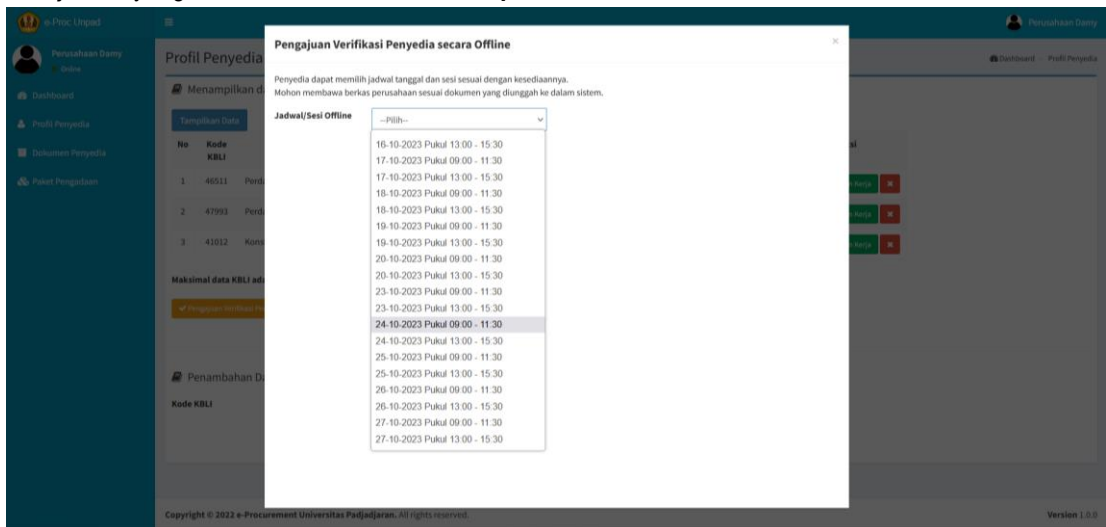 e-Proc Unpad
Perusahaan Damy
Perusahaan Damy
Online
Dashboard
Profil Penyedia
Dokumen Penyedia
Paket Pengadaan
Profil Penyedia
Dashboard
Profil Penyedia
Menampilkan
Tampilkan Data
No Kode KBLI
1 46511
2 47993
3 41012
Kerja
Kerja
Kerja
Maksimal data KBLI
Pengajuan Verifikasi
Penambahan
Kode KBLI
Pengajuan Verifikasi Penyedia secara Offline
×
Penyedia dapat memilih jadwal tanggal dan sesi sesuai dengan kesediaannya.
Mohon membawa berkas perusahaan sesuai dokumen yang diunggah ke dalam sistem.
Jadwal/Sesi Offline
--Pilih--
16-10-2023 Pukul 13:00 - 15:30
17-10-2023 Pukul 09:00 - 11:30
17-10-2023 Pukul 13:00 - 15:30
18-10-2023 Pukul 09:00 - 11:30
18-10-2023 Pukul 13:00 - 15:30
19-10-2023 Pukul 09:00 - 11:30
19-10-2023 Pukul 13:00 - 15:30
20-10-2023 Pukul 09:00 - 11:30
20-10-2023 Pukul 13:00 - 15:30
23-10-2023 Pukul 09:00 - 11:30
23-10-2023 Pukul 13:00 - 15:30
24-10-2023 Pukul 09:00 - 11:30
24-10-2023 Pukul 13:00 - 15:30
25-10-2023 Pukul 09:00 - 11:30
25-10-2023 Pukul 13:00 - 15:30
26-10-2023 Pukul 09:00 - 11:30
26-10-2023 Pukul 13:00 - 15:30
27-10-2023 Pukul 09:00 - 11:30
27-10-2023 Pukul 13:00 - 15:30
Copyright © 2022 e-Procurement Universitas Padjadjaran. All rights reserved.
Version 1.0.0